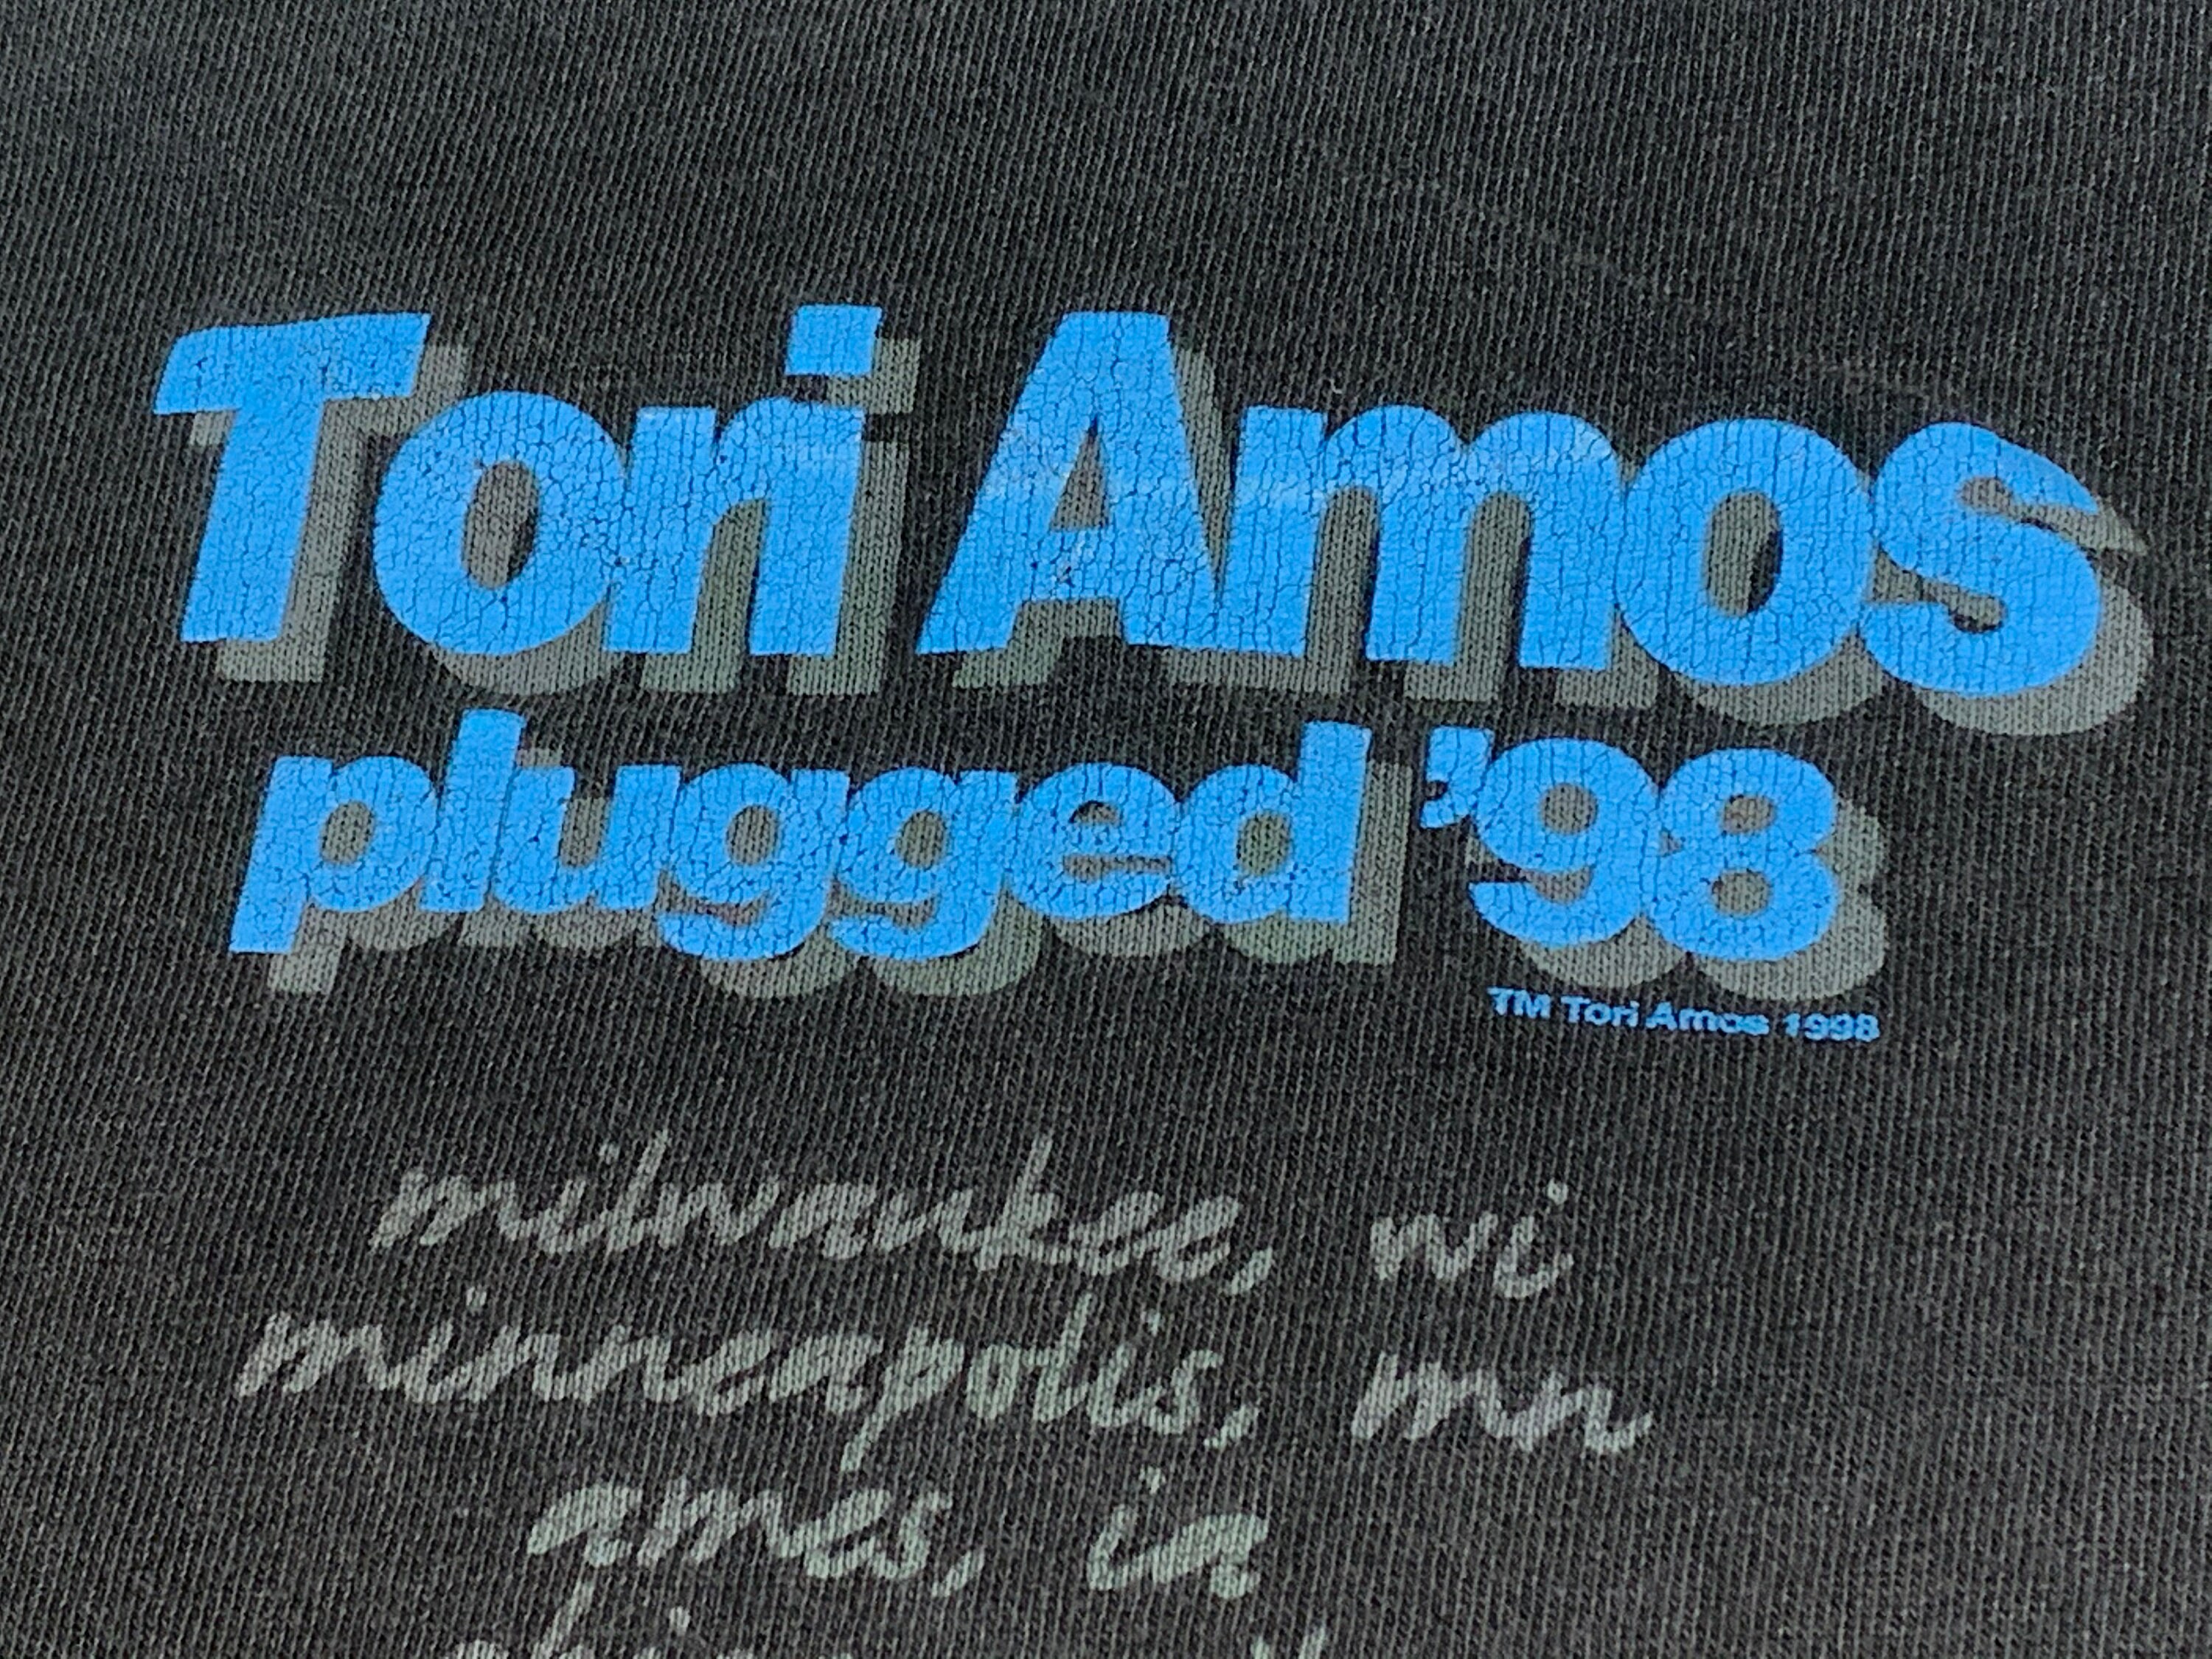 Tori Amos
plugged '98
TM Tori Amos 1998
milwaukee, wi
minneapolis, mn
ames, ia